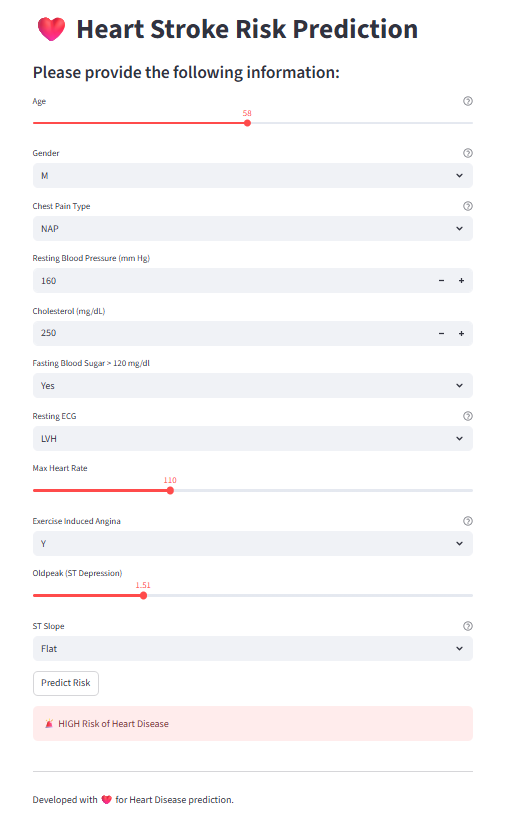 Heart Stroke Risk Prediction
Please provide the following information:
Age
58
Gender
M
Chest Pain Type
NAP
Resting Blood Pressure (mm Hg)
160
Cholesterol (mg/dL)
250
Fasting Blood Sugar > 120 mg/dl
Yes
Resting ECG
LVH
Max Heart Rate
110
Exercise Induced Angina
Y
Oldpeak (ST Depression)
1.51
ST Slope
Flat
Predict Risk
HIGH Risk of Heart Disease
Developed with ❤️ for Heart Disease prediction.